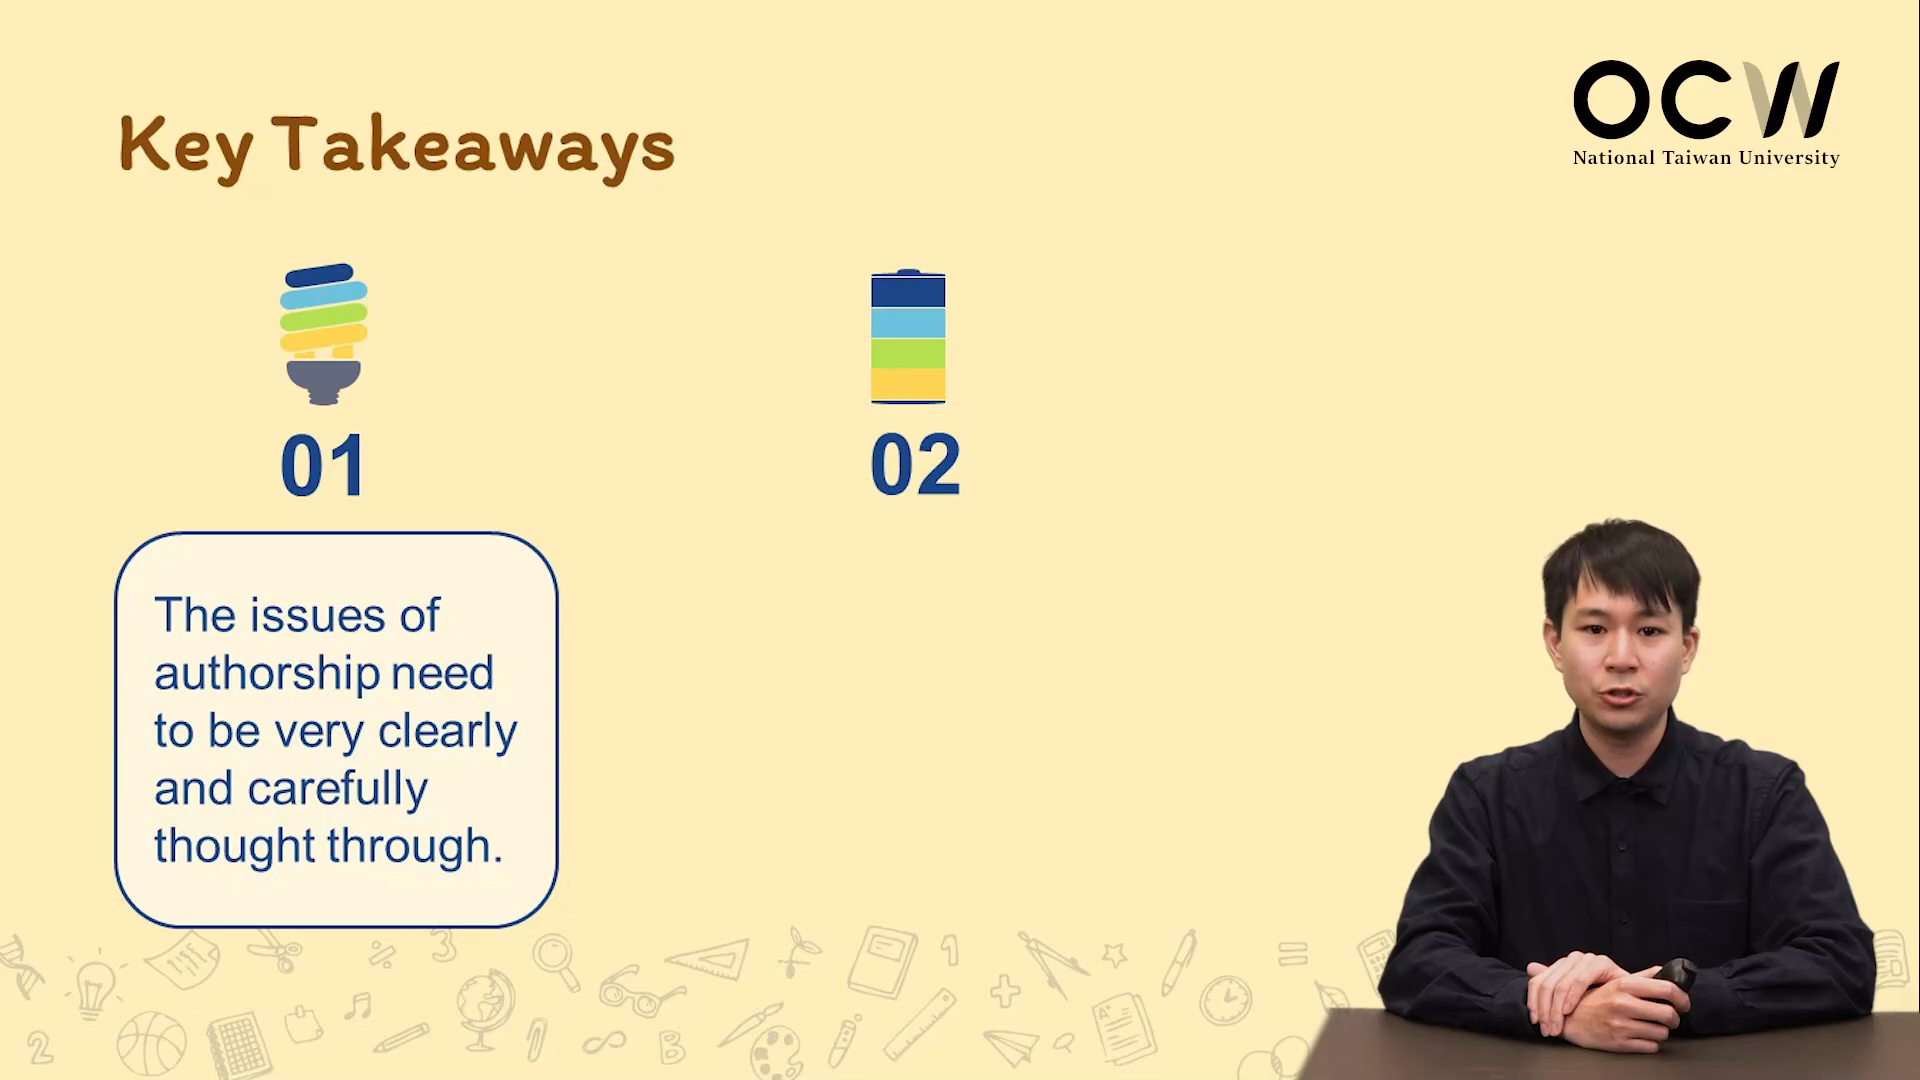 Key Takeaways
OCW
National Taiwan University
01
02
The issues of
authorship need
to be very clearly
and carefully
thought through.